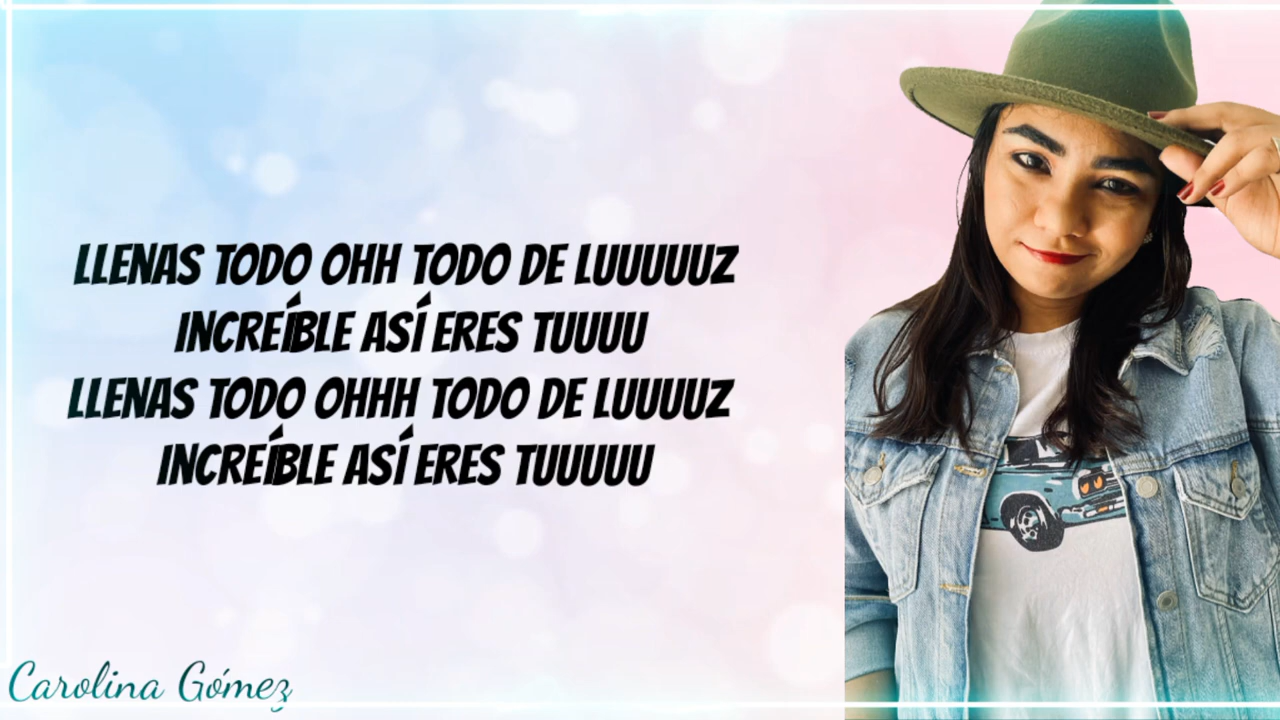 LLENAS TODO OHH TODO DE LUUUUUZ
INCREÍBLE ASÍ ERES TUUUU
LLENAS TODO OHHH TODO DE LUUUUZ
INCREÍBLE ASÍ ERES TUUUUU
Carolina Gómez